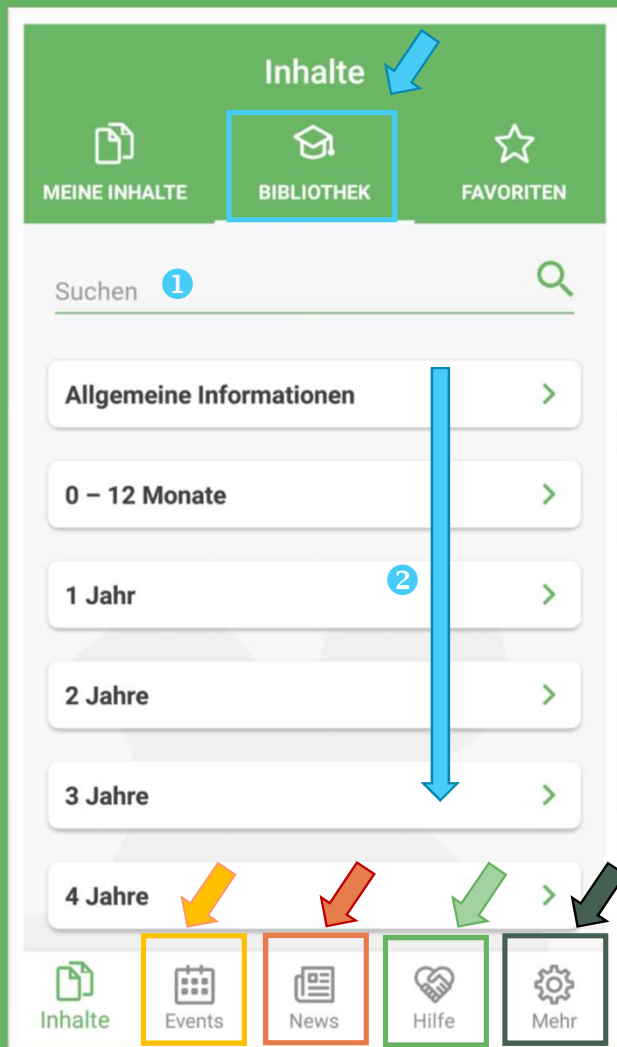 Inhalte
MEINE INHALTE BIBLIOTHEK FAVORITEN
Suchen 1
Allgemeine Informationen
0 – 12 Monate
1 Jahr 2
2 Jahre
3 Jahre
4 Jahre
Inhalte Events News Hilfe Mehr